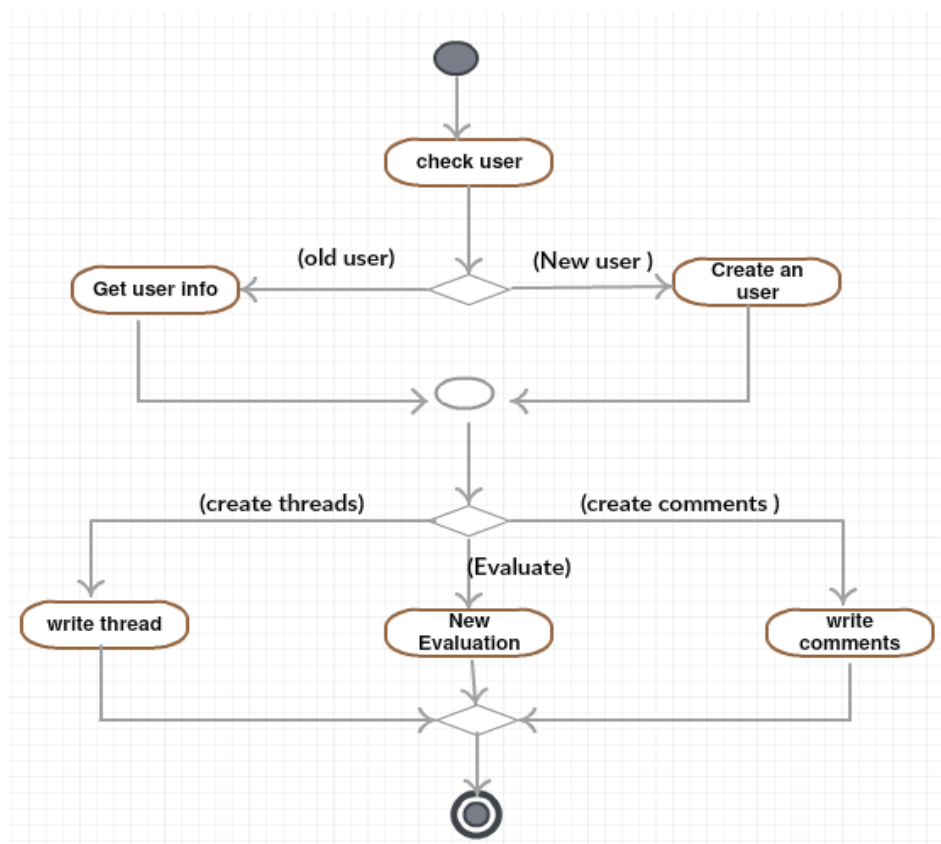 check user
(old user)
(New user )
Get user info
Create an
user
(create threads)
(create comments )
(Evaluate)
write thread
New
Evaluation
write
comments